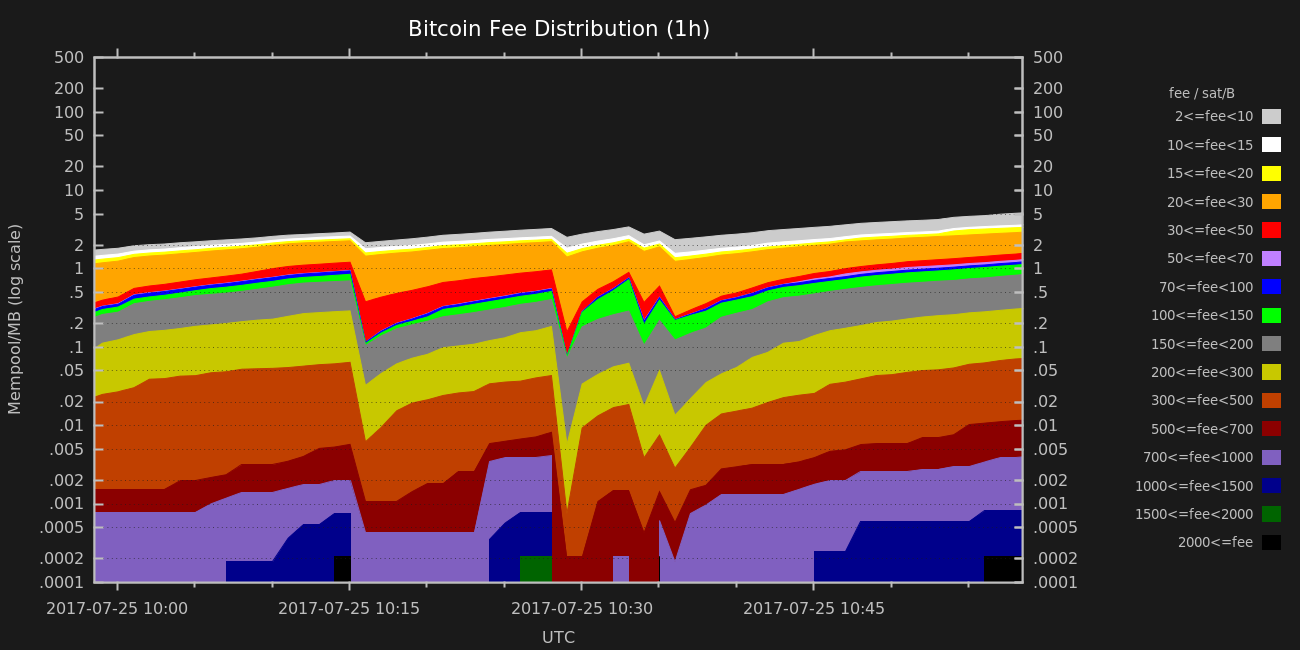 Bitcoin Fee Distribution (1h)
500 500
200 200
100 100
50 50
20 20
10 10
5 5
2 2
1 1
.5 .5
.2 .2
.1 .1
.05 .05
.02 .02
.01 .01
.005 .005
.002 .002
.001 .001
.0005 .0005
.0002 .0002
.0001 .0001
Mempool/MB (log scale)
2017-07-25 10:00 2017-07-25 10:15 2017-07-25 10:30 2017-07-25 10:45
UTC
fee / sat/B
2<=fee<10
10<=fee<15
15<=fee<20
20<=fee<30
30<=fee<50
50<=fee<70
70<=fee<100
100<=fee<150
150<=fee<200
200<=fee<300
300<=fee<500
500<=fee<700
700<=fee<1000
1000<=fee<1500
1500<=fee<2000
2000<=fee